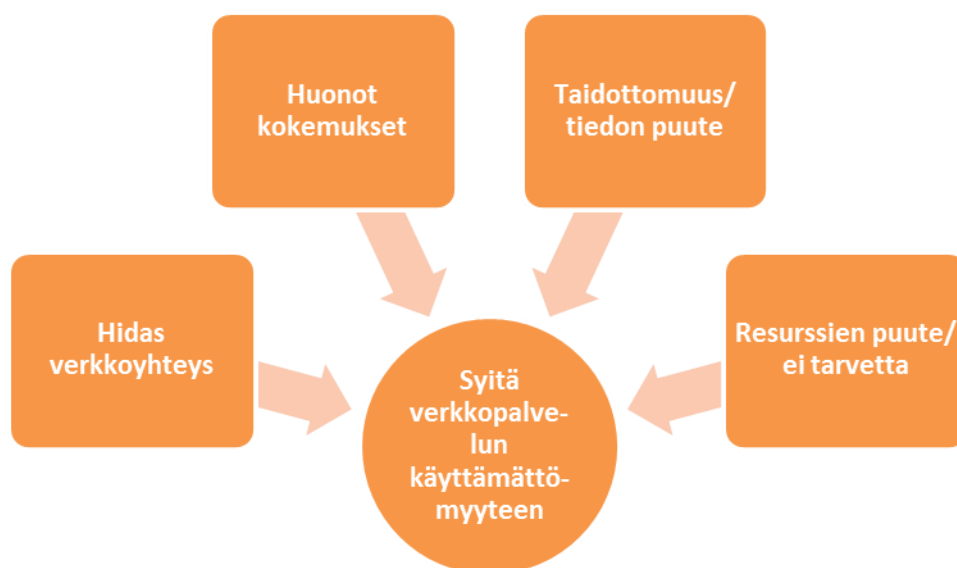 Huonot
kokemukset
Taidottomuus/
tiedon puute
Hidas
verkkoyhteys
Resurssien puute/
ei tarvetta
Syitä
verkkopalve-
lun
käyttämättö-
myyteen